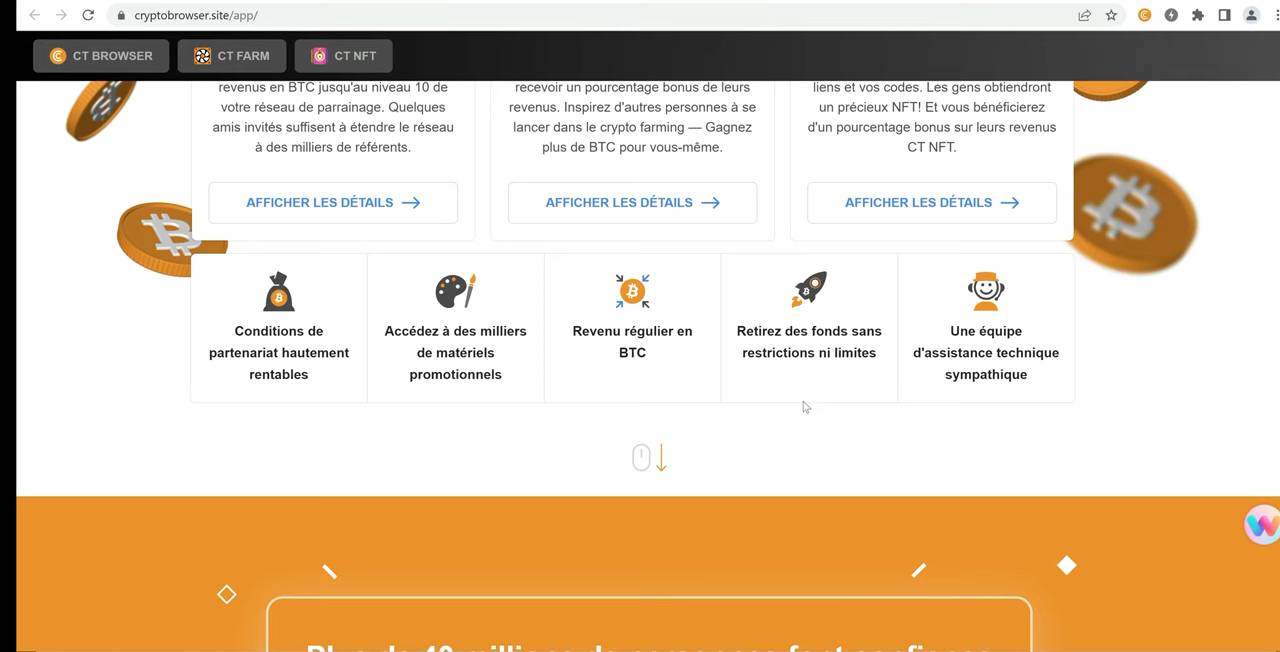 cryptobrowser.site/app/
CT BROWSER
CT FARM
CT NFT
revenus en BTC jusqu'au niveau 10 de
votre réseau de parrainage. Quelques
amis invités suffisent à étendre le réseau
à des milliers de référents.
AFFICHER LES DÉTAILS
recevoir un pourcentage bonus de leurs
revenus. Inspirez d'autres personnes à se
lancer dans le crypto farming — Gagnez
plus de BTC pour vous-même.
AFFICHER LES DÉTAILS
liens et vos codes. Les gens obtiendront
un précieux NFT! Et vous bénéficierez
d'un pourcentage bonus sur leurs revenus
CT NFT.
AFFICHER LES DÉTAILS
Conditions de
partenariat hautement
rentables
Accédez à des milliers
de matériels
promotionnels
Revenu régulier en
BTC
Retirez des fonds sans
restrictions ni limites
Une équipe
d'assistance technique
sympathique